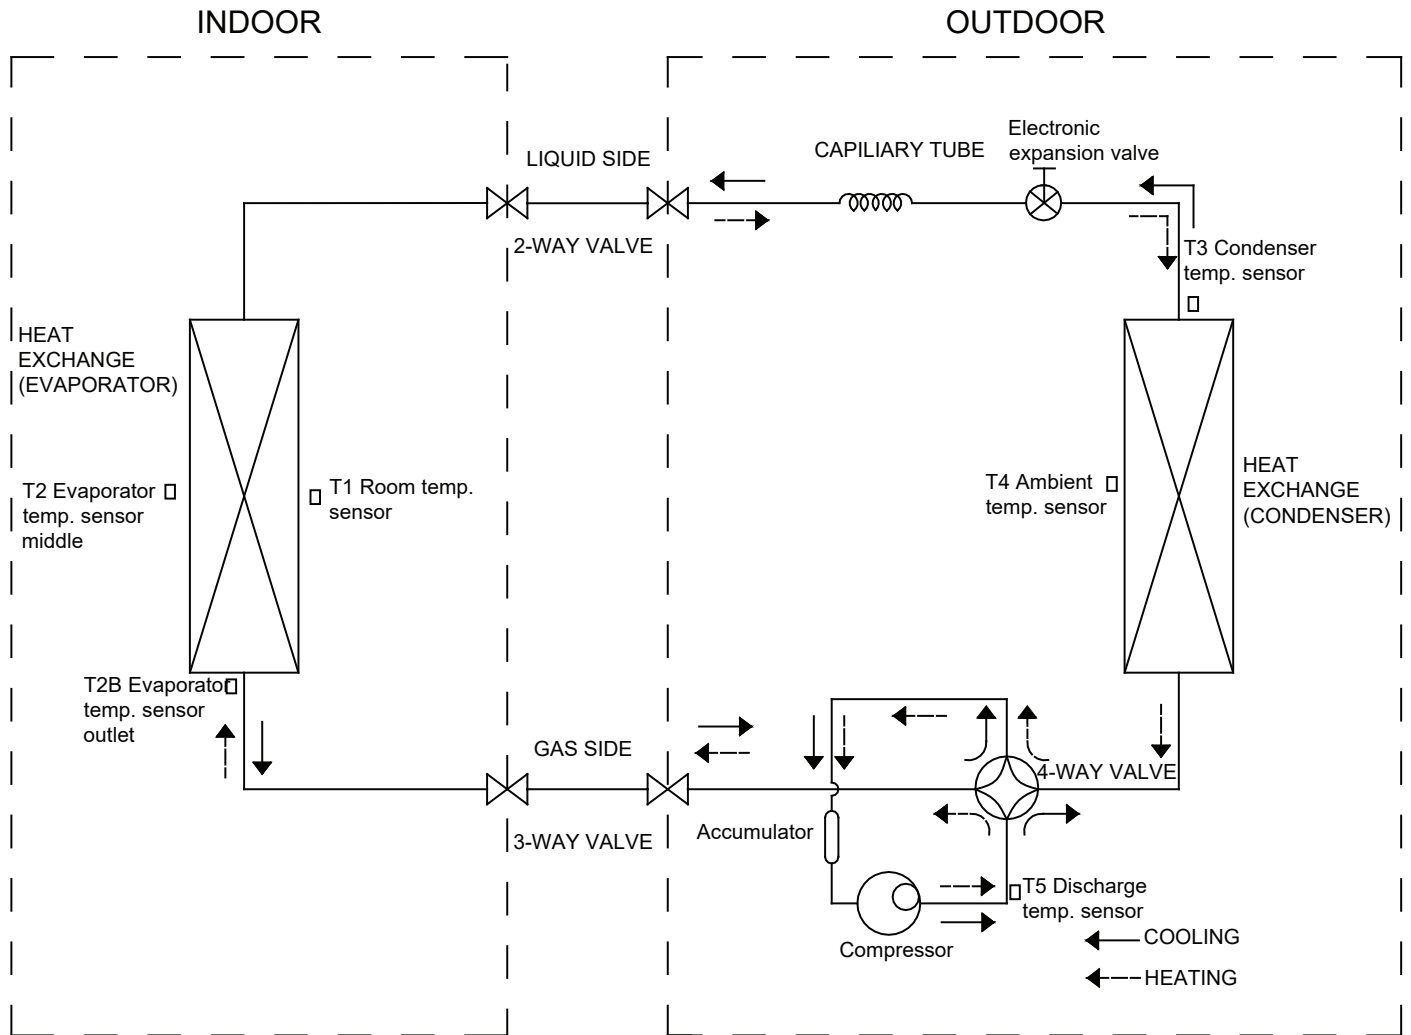 INDOOR
OUTDOOR
LIQUID SIDE
2-WAY VALVE
CAPILIARY TUBE
Electronic
expansion valve
T3 Condenser
temp. sensor
HEAT
EXCHANGE
(EVAPORATOR)
T2 Evaporator
temp. sensor
middle
T1 Room temp.
sensor
T4 Ambient
temp. sensor
HEAT
EXCHANGE
(CONDENSER)
T2B Evaporator
temp. sensor
outlet
GAS SIDE
3-WAY VALVE
4-WAY VALVE
Accumulator
Compressor
T5 Discharge
temp. sensor
COOLING
HEATING